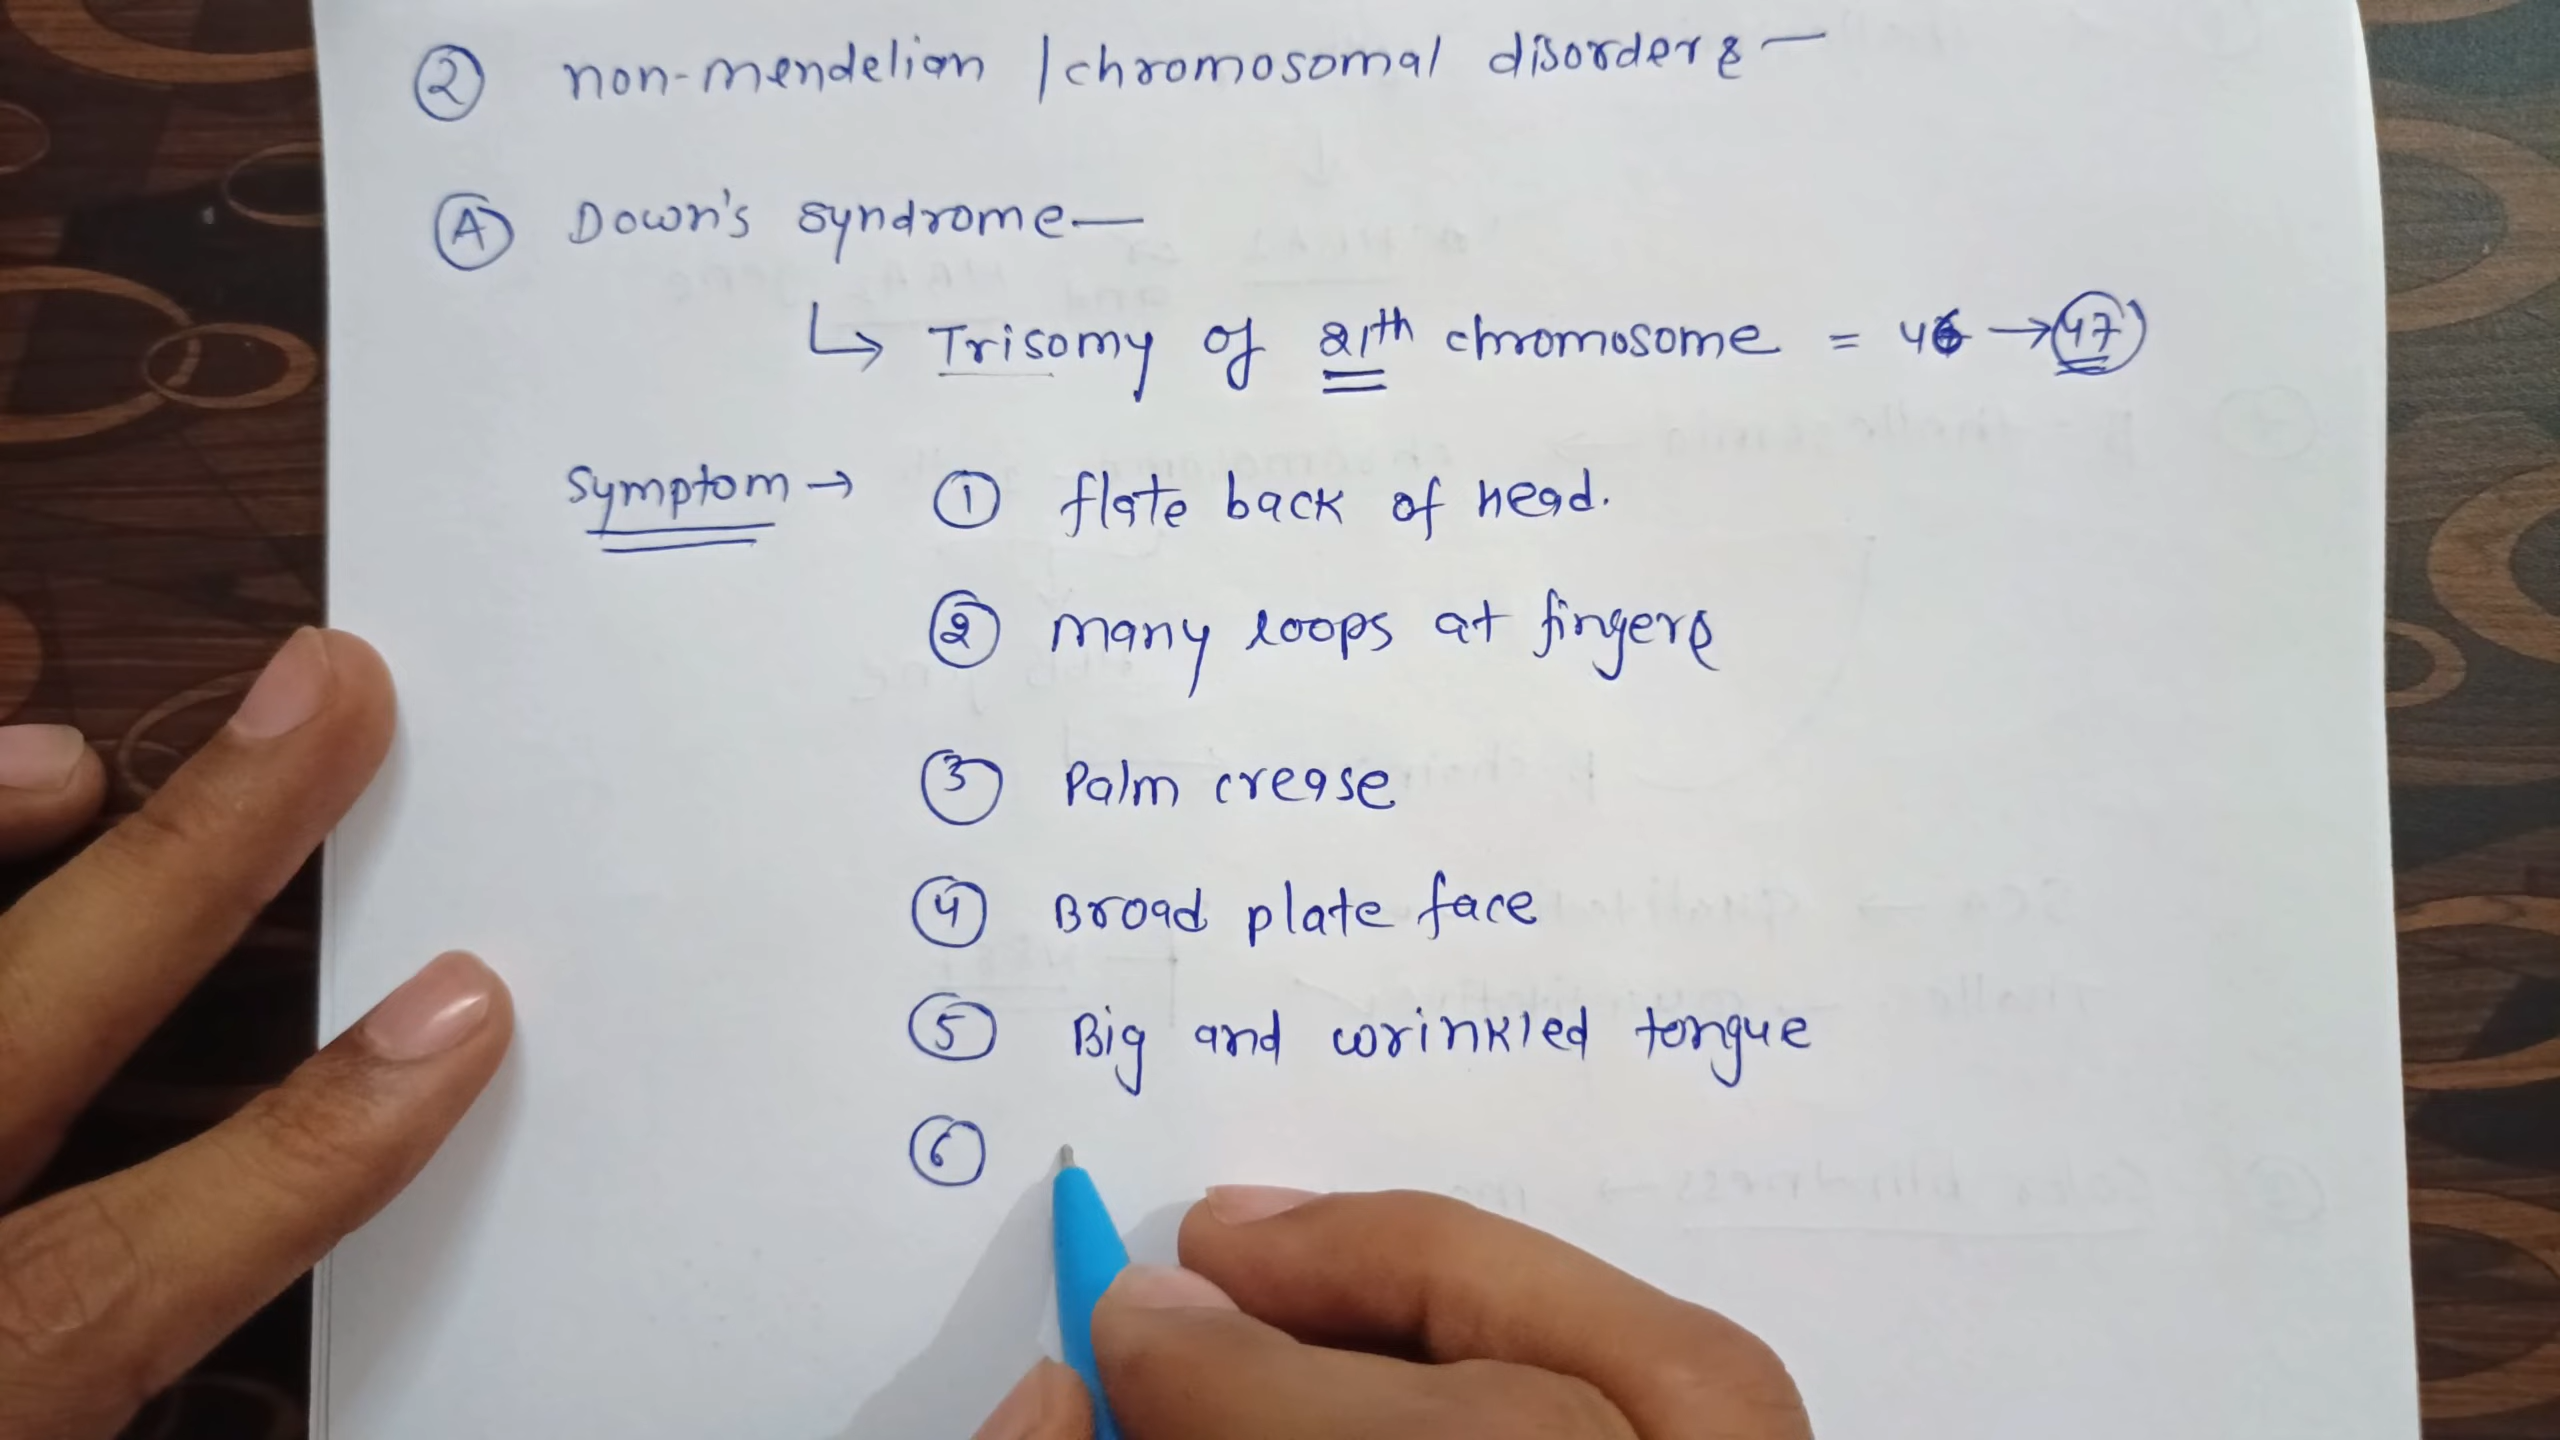 ② non-mendelian / chromosomal disorders —
Ⓐ Down's syndrome —
↳ Trisomy of 21th chromosome = 46 → 47
Symptom → ① flate back of head.
② many loops at fingers
③ Palm crease
④ Broad plate face
⑤ Big and wrinkled tongue
⑥